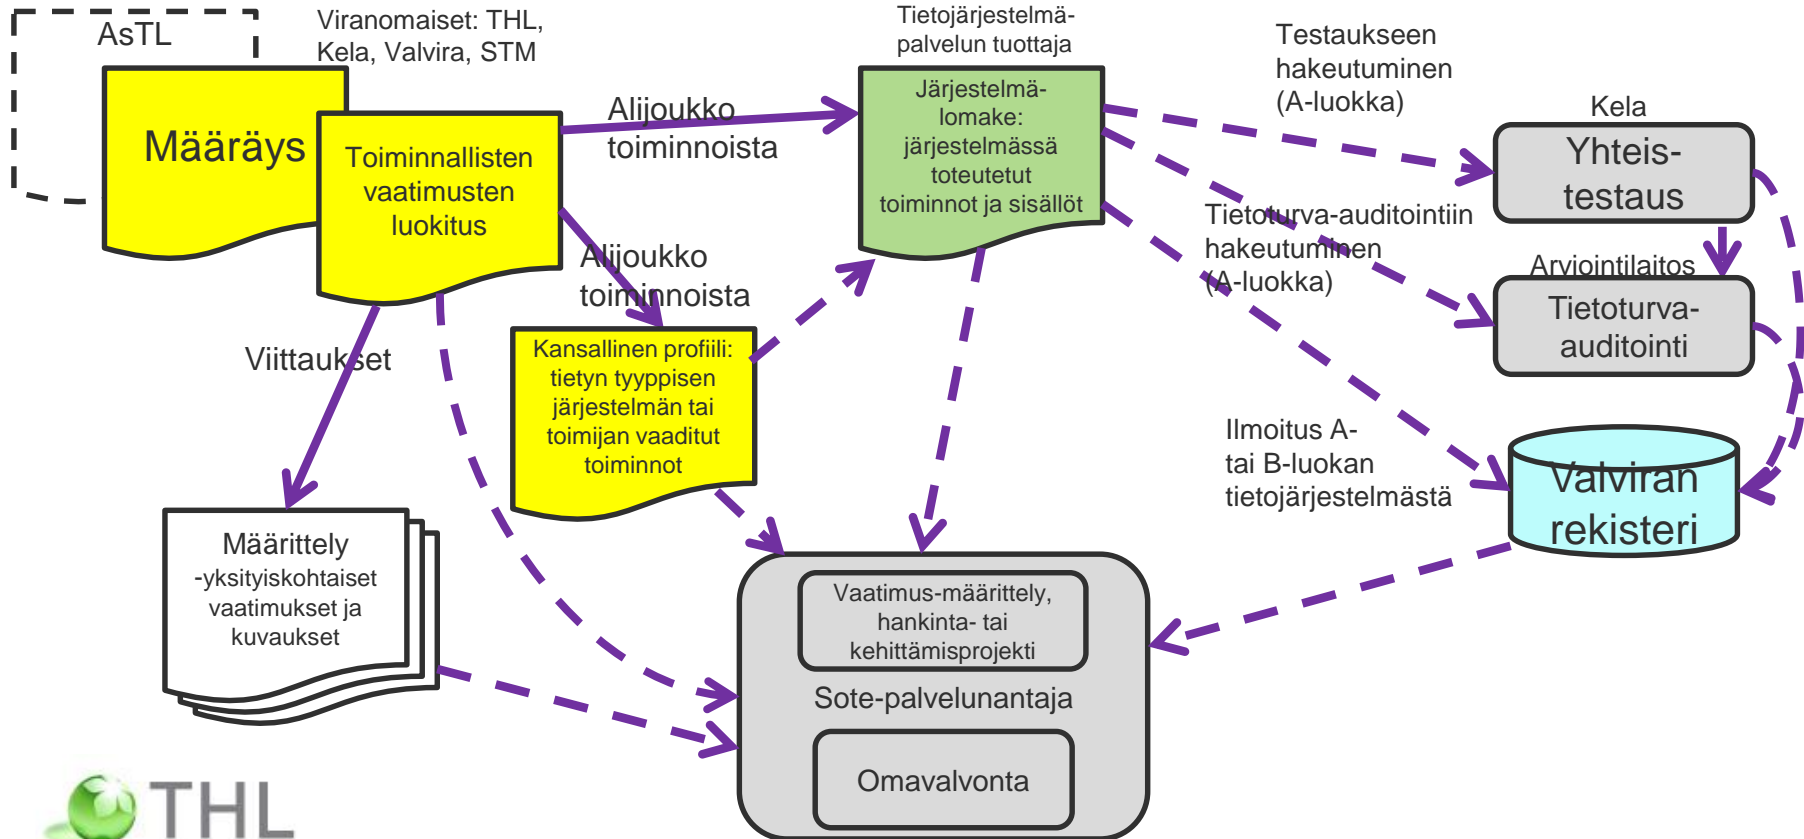 AsTL
Viranomaiset: THL,
Kela, Valvira, STM
Määräys
Toiminnallisten
vaatimusten
luokitus
Alijoukko
toiminnoista
Alijoukko
toiminnoista
Viittaukset
Tietojärjestelmä-
palvelun tuottaja
Järjestelmä-
lomake:
järjestelmässä
toteutetut
toiminnot ja sisällöt
Testaukseen
hakeutuminen
(A-luokka)
Kela
Yhteis-
testaus
Tietoturva-auditointiin
hakeutuminen
(A-luokka)
Arviointilaitos
Tietoturva-
auditointi
Kansallinen profiili:
tietyn tyyppisen
järjestelmän tai
toimijan vaaditut
toiminnot
Ilmoitus A-
tai B-luokan
tietojärjestelmästä
Valviran
rekisteri
Määrittely
-yksityiskohtaiset
vaatimukset ja
kuvaukset
Vaatimus-määrittely,
hankinta- tai
kehittämisprojekti
Sote-palvelunantaja
Omavalvonta
THL